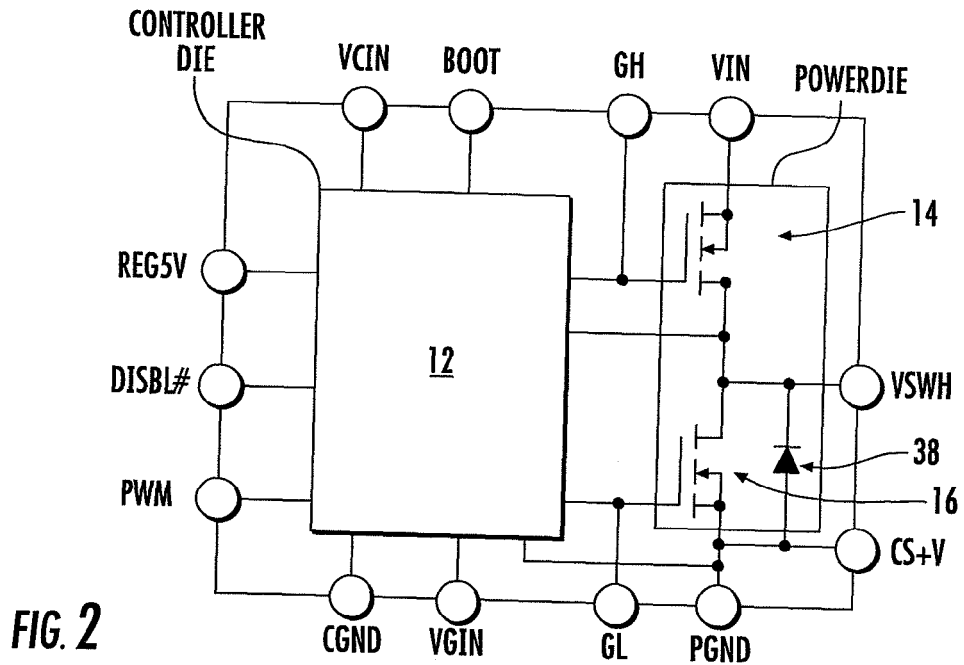 CONTROLLER
DIE
VCIN
BOOT
GH
VIN
POWERDIE
14
REG5V
DISBL#
12
VSWH
38
PWM
16
CS+V
CGND
VGIN
GL
PGND
FIG. 2